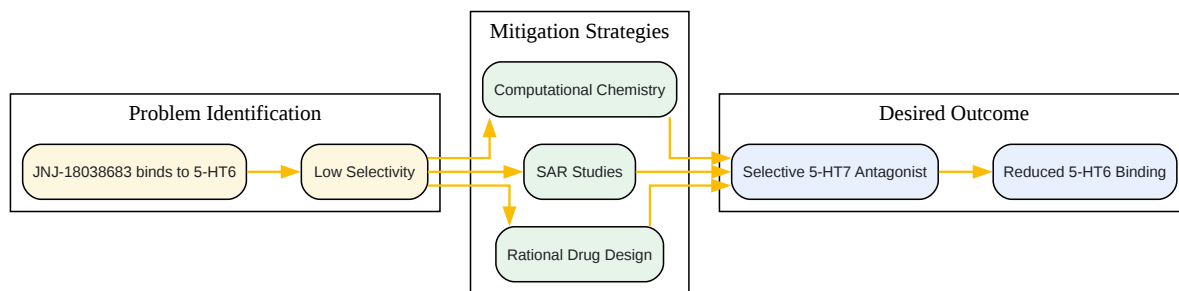 Problem Identification
JNJ-18038683 binds to 5-HT6
Low Selectivity
Mitigation Strategies
Computational Chemistry
SAR Studies
Rational Drug Design
Desired Outcome
Selective 5-HT7 Antagonist
Reduced 5-HT6 Binding